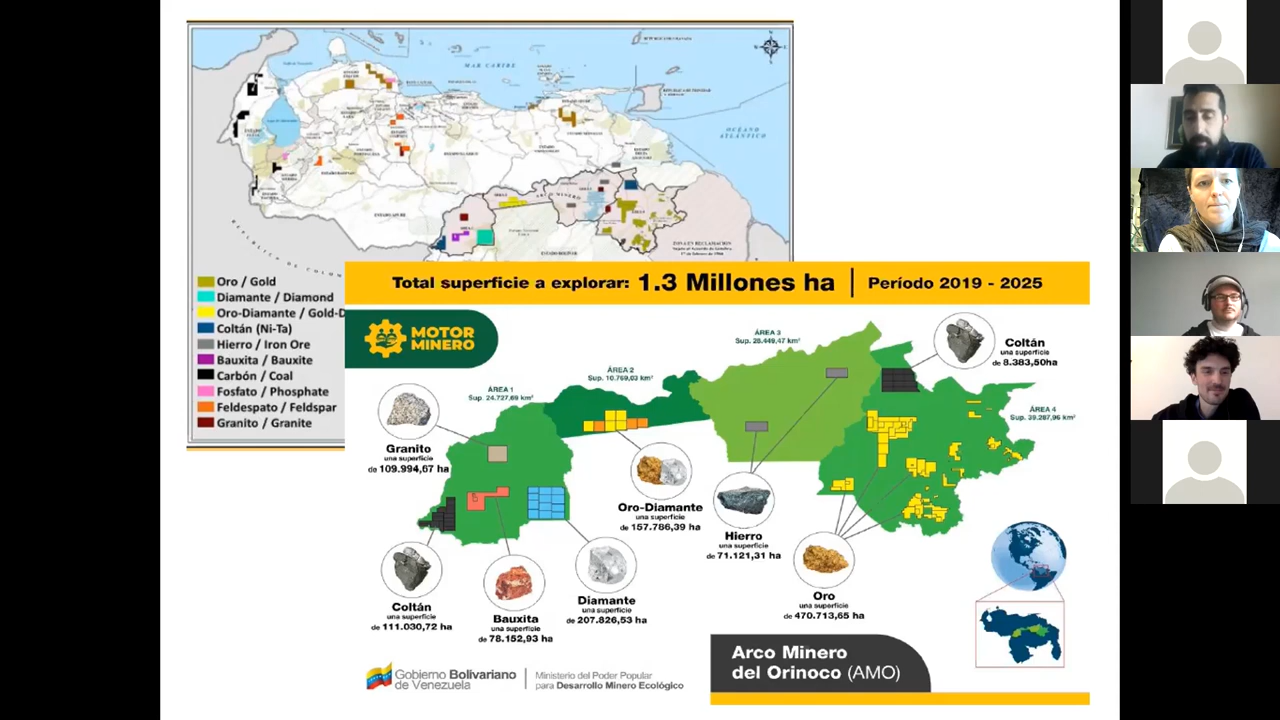 MAR CARIBE
OCÉANO
ATLÁNTICO
ZONA EN RECLAMACION
Oro / Gold
Diamante / Diamond
Oro-Diamante / Gold-D
Coltán (Ni-Ta)
Hierro / Iron Ore
Bauxita / Bauxite
Carbón / Coal
Fosfato / Phosphate
Feldespato / Feldspar
Granito / Granite
Total superficie a explorar: 1.3 Millones ha | Período 2019 - 2025
MOTOR
MINERO
ÁREA 1
Sup. 24.727,69 km²
ÁREA 2
Sup. 10.769,03 km²
ÁREA 3
Sup. 28.449,47 km²
ÁREA 4
Sup. 39.287,96 km²
Coltán
una superficie
de 8.383,50ha
Granito
una superficie
de 109.994,67 ha
Oro-Diamante
una superficie
de 157.786,39 ha
Hierro
una superficie
de 71.121,31 ha
Oro
una superficie
de 470.713,65 ha
Coltán
una superficie
de 111.030,72 ha
Bauxita
una superficie
de 78.152,93 ha
Diamante
una superficie
de 207.826,53 ha
Arco Minero
del Orinoco (AMO)
Gobierno Bolivariano
de Venezuela
Ministerio del Poder Popular
para Desarrollo Minero Ecológico